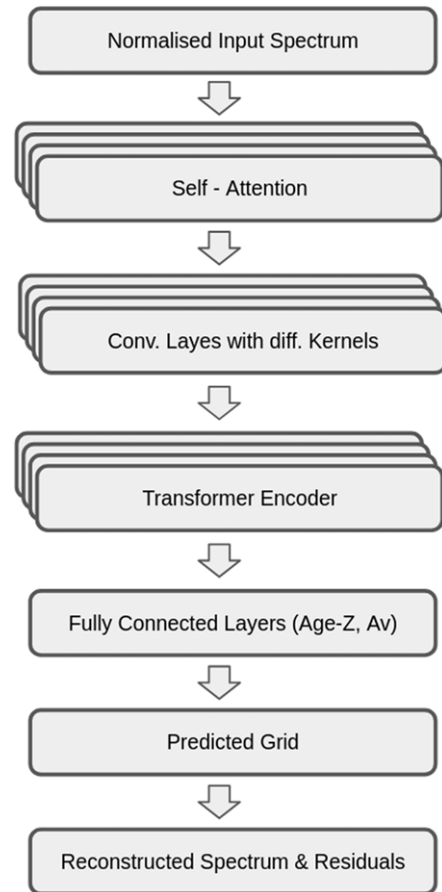 Normalised Input Spectrum
Self - Attention
Conv. Layes with diff. Kernels
Transformer Encoder
Fully Connected Layers (Age-Z, Av)
Predicted Grid
Reconstructed Spectrum & Residuals